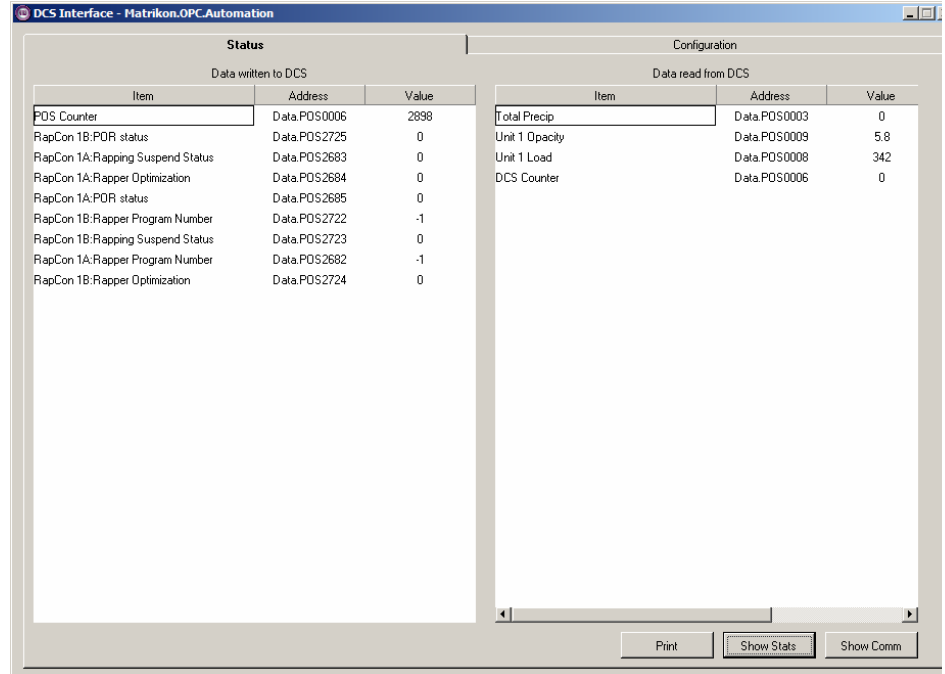 DCS Interface - Matrikon.OPC.Automation
Status Configuration
Data written to DCS Data read from DCS
Item Address Value Item Address Value
POS Counter Data.POS0006 2898 Total Precip Data.POS0003 0
RapCon 1B:POR status Data.POS2725 0 Unit 1 Opacity Data.POS0009 5.8
RapCon 1A:Rapping Suspend Status Data.POS2683 0 Unit 1 Load Data.POS0008 342
RapCon 1A:Rapper Optimization Data.POS2684 0 DCS Counter Data.POS0006 0
RapCon 1A:POR status Data.POS2685 0
RapCon 1B:Rapper Program Number Data.POS2722 -1
RapCon 1B:Rapping Suspend Status Data.POS2723 0
RapCon 1A:Rapper Program Number Data.POS2682 -1
RapCon 1B:Rapper Optimization Data.POS2724 0
Print Show Stats Show Comm